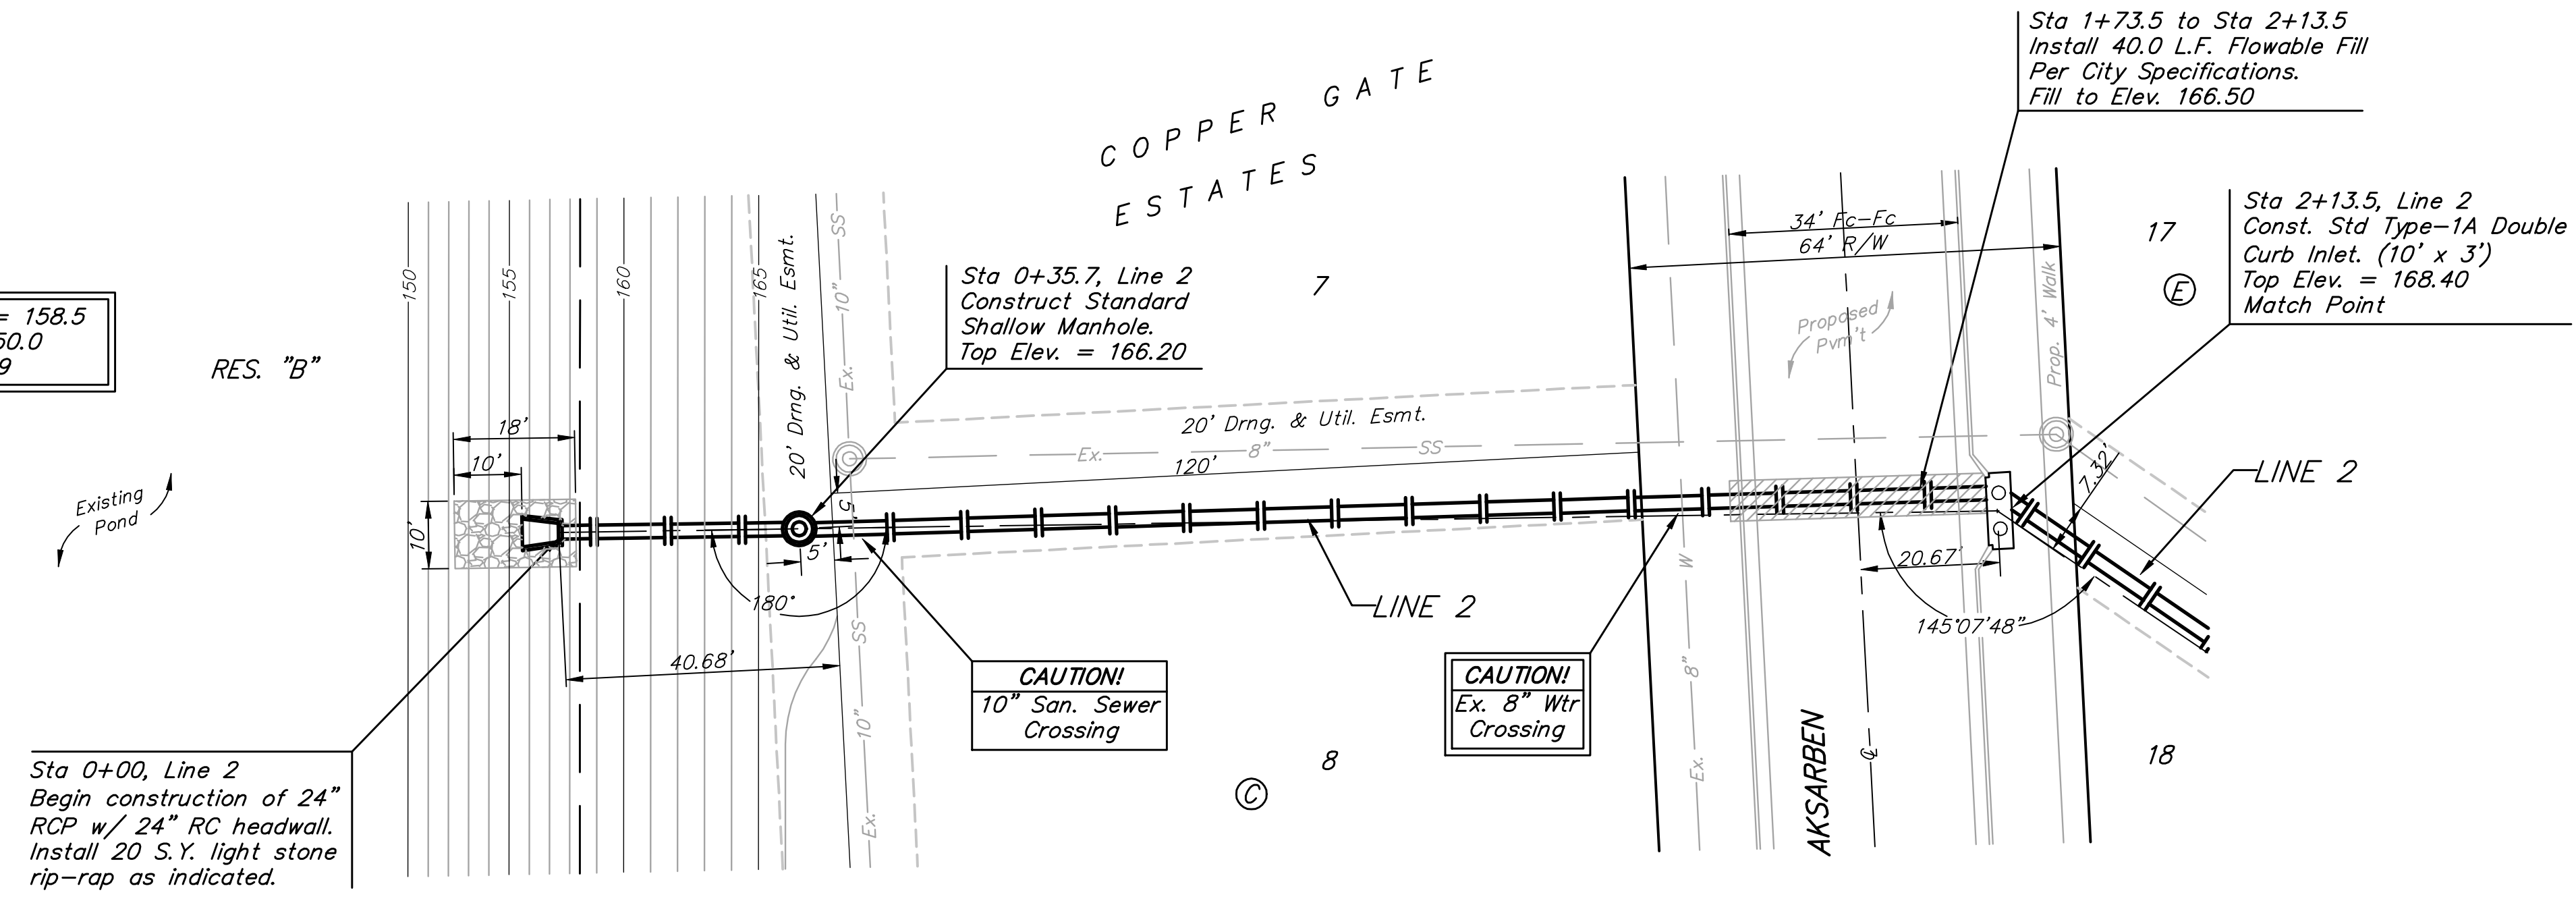 Sta 1+73.5 to Sta 2+13.5
Install 40.0 L.F. Flowable Fill
Per City Specifications.
Fill to Elev. 166.50
COPPER GATE
ESTATES
Sta 2+13.5, Line 2
Const. Std Type-1A Double
Curb Inlet. (10' x 3')
Top Elev. = 168.40
Match Point
17
E
34' Fc-Fc
64' R/W
Proposed
Pvm't
Prop. 4' Walk
Sta 0+35.7, Line 2
Construct Standard
Shallow Manhole.
Top Elev. = 166.20
7
150
155
160
165
20' Drng. & Util. Esmt.
Ex. 10" SS
= 158.5
50.0
9
RES. "B"
Existing
Pond
18'
10'
10'
20' Drng. & Util. Esmt.
Ex. 8" SS
120'
5'
5'
180°
40.68'
LINE 2
7.32'
LINE 2
20.67'
145°07'48"
CAUTION!
10" San. Sewer
Crossing
CAUTION!
Ex. 8" Wtr
Crossing
Ex. 10" SS
Ex. 8" W
AKSARBEN
℄
8
C
18
Sta 0+00, Line 2
Begin construction of 24"
RCP w/ 24" RC headwall.
Install 20 S.Y. light stone
rip-rap as indicated.